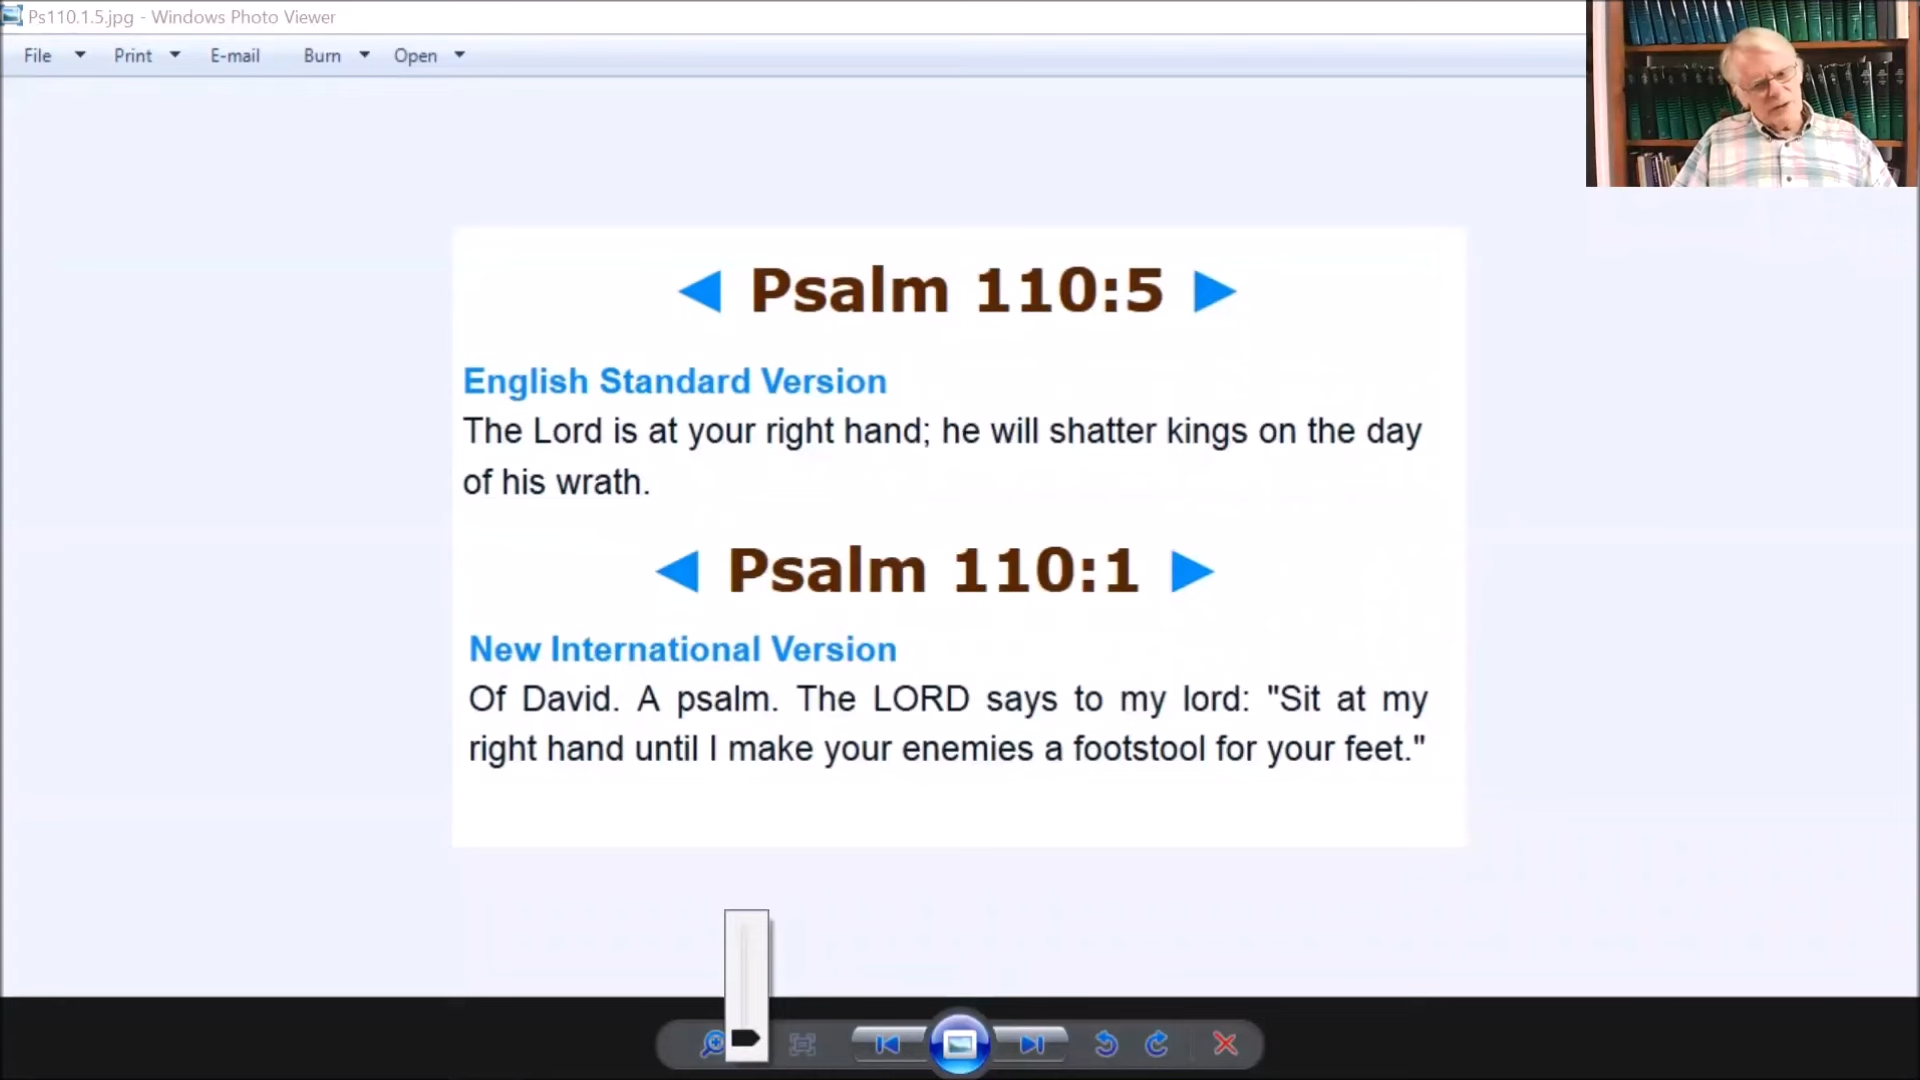 Ps110.1.5.jpg - Windows Photo Viewer
File Print E-mail Burn Open
Psalm 110:5
English Standard Version
The Lord is at your right hand; he will shatter kings on the day
of his wrath.
Psalm 110:1
New International Version
Of David. A psalm. The LORD says to my lord: "Sit at my
right hand until I make your enemies a footstool for your feet."